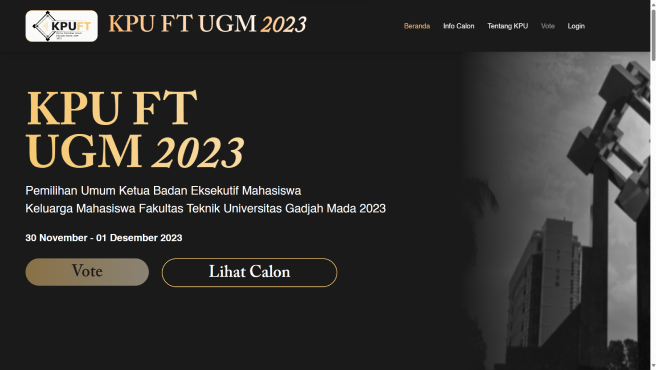 KPUFT
KPU FT UGM 2023
Beranda
Info Calon
Tentang KPU
Vote
Login
KPU FT
UGM 2023
Pemilihan Umum Ketua Badan Eksekutif Mahasiswa
Keluarga Mahasiswa Fakultas Teknik Universitas Gadjah Mada 2023
30 November - 01 Desember 2023
Vote
Lihat Calon